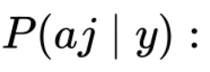 P(aj | y) :